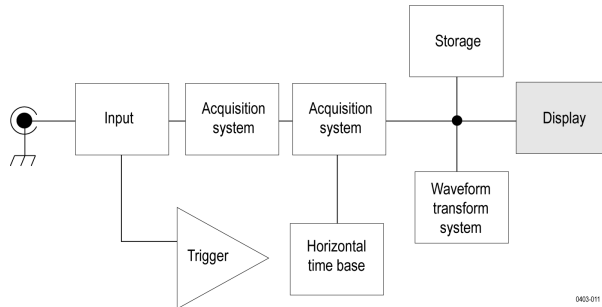 Storage
Input
Acquisition
system
Acquisition
system
Display
Waveform
transform
system
Trigger
Horizontal
time base
0403-011